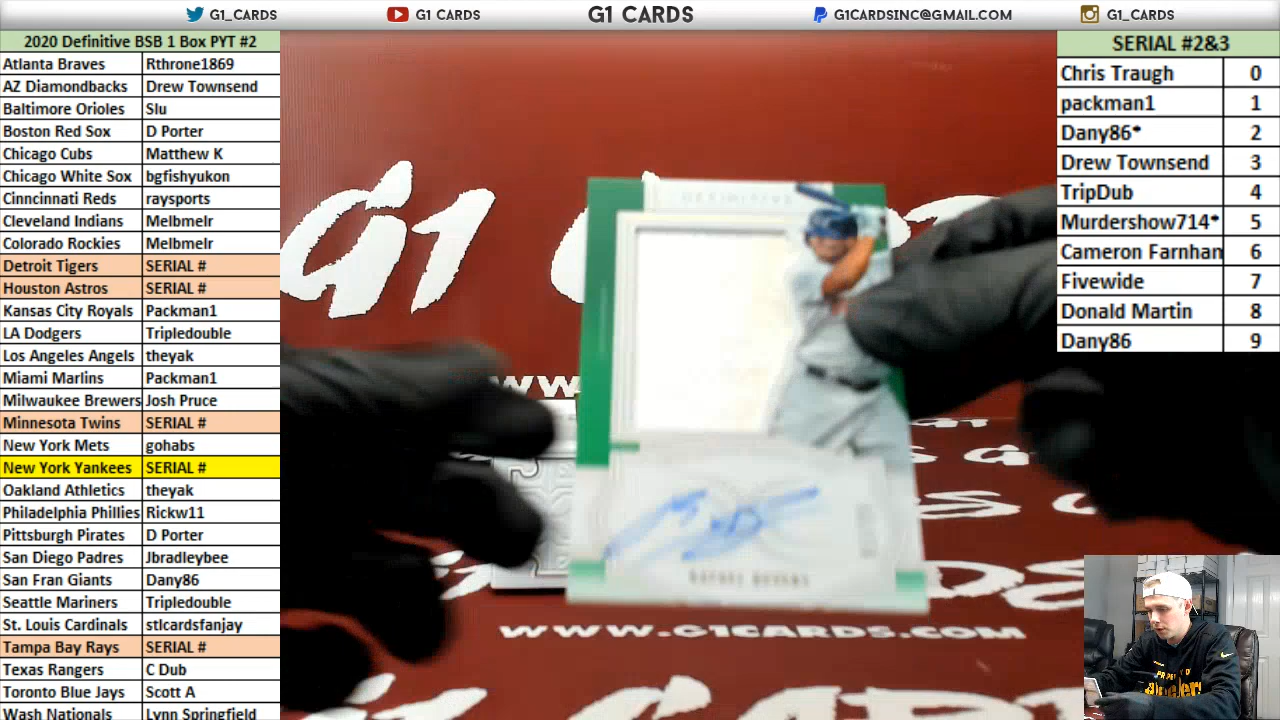 G1_CARDS
G1 CARDS
G1 CARDS
G1CARDSINC@GMAIL.COM
G1_CARDS
2020 Definitive BSB 1 Box PYT #2
Atlanta Braves Rthrone1869
AZ Diamondbacks Drew Townsend
Baltimore Orioles Slu
Boston Red Sox D Porter
Chicago Cubs Matthew K
Chicago White Sox bgfishyukon
Cinncinnati Reds raysports
Cleveland Indians Melbmelr
Colorado Rockies Melbmelr
Detroit Tigers SERIAL #
Houston Astros SERIAL #
Kansas City Royals Packman1
LA Dodgers Tripledouble
Los Angeles Angels theyak
Miami Marlins Packman1
Milwaukee Brewers Josh Pruce
Minnesota Twins SERIAL #
New York Mets gohabs
New York Yankees SERIAL #
Oakland Athletics theyak
Philadelphia Phillies Rickw11
Pittsburgh Pirates D Porter
San Diego Padres Jbradleybee
San Fran Giants Dany86
Seattle Mariners Tripledouble
St. Louis Cardinals stlcardsfanjay
Tampa Bay Rays SERIAL #
Texas Rangers C Dub
Toronto Blue Jays Scott A
Wash Nationals Lynn Springfield
SERIAL #2&3
Chris Traugh 0
packman1 1
Dany86* 2
Drew Townsend 3
TripDub 4
Murdershow714* 5
Cameron Farnhan 6
Fivewide 7
Donald Martin 8
Dany86 9
G1
DEFINITIVE
RAFAEL DEVERS
WWW.G1CARDS.COM